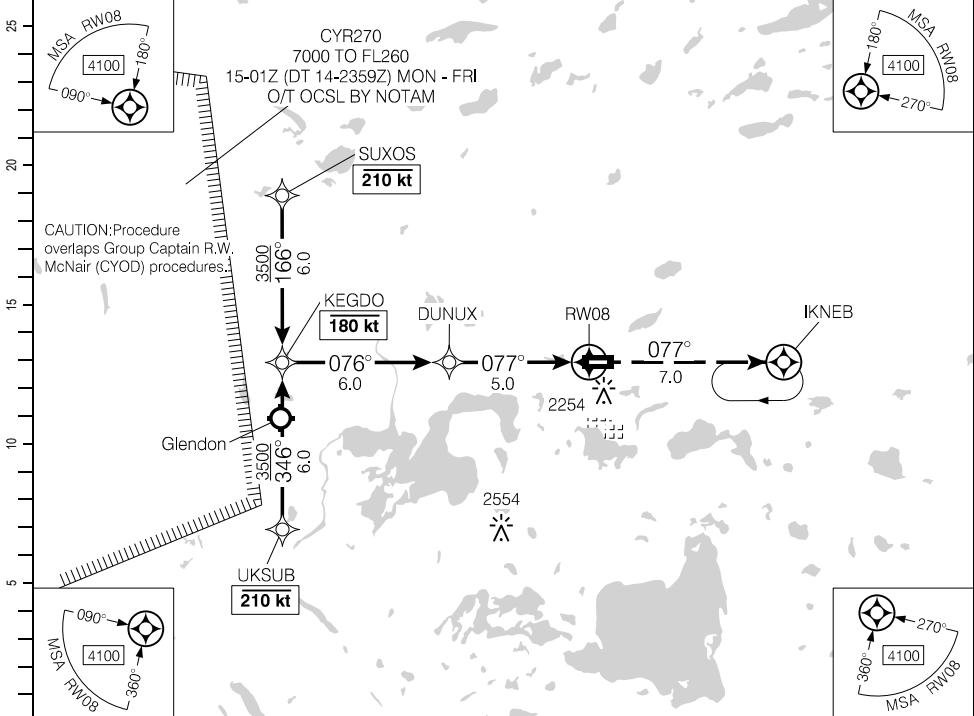 25
20
15
10
5
MSA RW08
4100
180°
090°
CYR270
7000 TO FL260
15-01Z (DT 14-2359Z) MON - FRI
O/T OCSL BY NOTAM
MSA RW08
180°
4100
270°
SUXOS
210 kt
CAUTION:Procedure
overlaps Group Captain R.W.
McNair (CYOD) procedures.
3500
166°
6.0
KEGDO
180 kt
DUNUX
RW08
IKNEB
076°
6.0
077°
5.0
077°
7.0
2254
Glendon
3500
346°
6.0
2554
UKSUB
210 kt
090°
4100
360°
MSA RW08
270°
4100
360°
MSA RW08